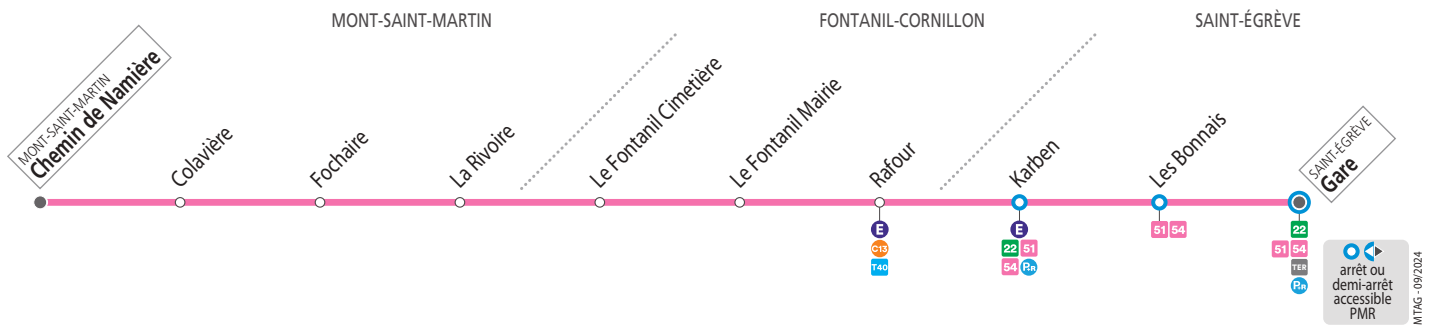 MONT-SAINT-MARTIN
FONTANIL-CORNILLON
SAINT-ÉGRÈVE
MONT-SAINT-MARTIN
Chemin de Namière
Colavière
Fochaire
La Rivoire
Le Fontanil Cimetière
Le Fontanil Mairie
Rafour
Karben
Les Bonnais
SAINT-ÉGRÈVE
Gare
E
C13
T40
E
22 51
54 P+R
51 54
22
51 54
TER
P+R
arrêt ou
demi-arrêt
accessible
PMR
MTAG - 09/2024